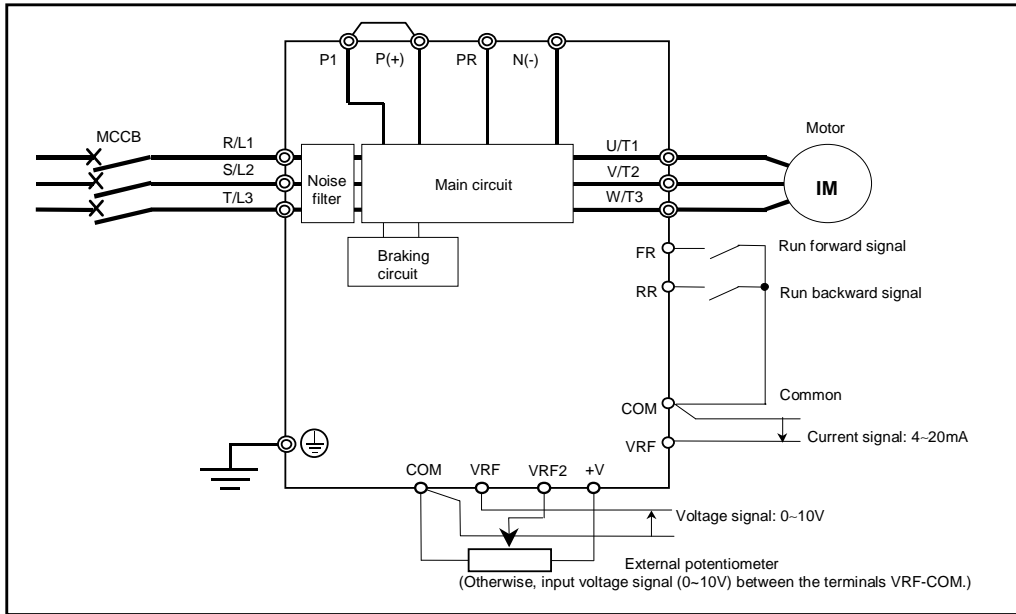 P1
P(+)
PR
N(-)
MCCB
R/L1
S/L2
T/L3
Noise
filter
Main circuit
Braking
circuit
U/T1
V/T2
W/T3
Motor
IM
FR
Run forward signal
RR
Run backward signal
COM
Common
VRF
Current signal: 4~20mA
COM
VRF
VRF2
+V
Voltage signal: 0~10V
External potentiometer
(Otherwise, input voltage signal (0~10V) between the terminals VRF-COM.)